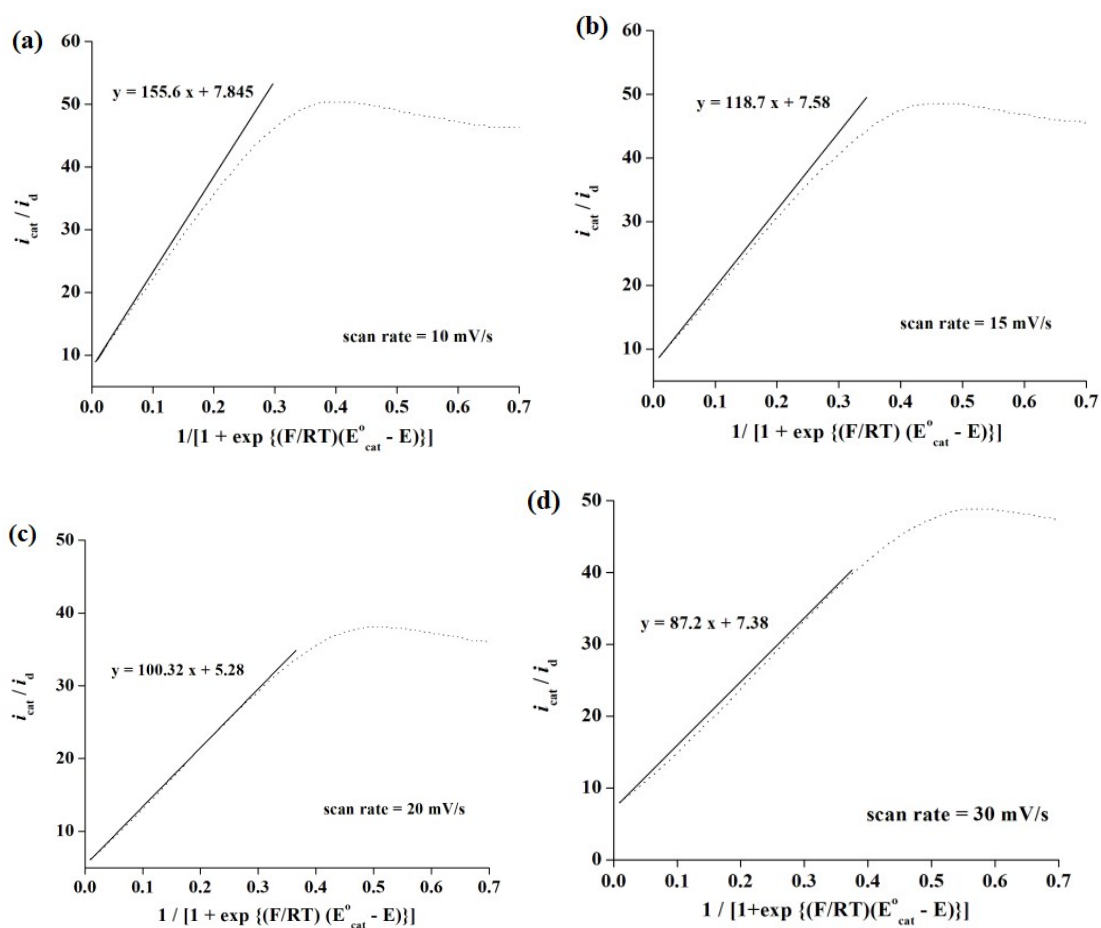 (a)
60
50
40
30
20
10
i_cat / i_d
y = 155.6 x + 7.845
scan rate = 10 mV/s
0.0 0.1 0.2 0.3 0.4 0.5 0.6 0.7
1/[1 + exp {(F/RT)(E°cat - E)}]
(b)
60
50
40
30
20
10
i_cat / i_d
y = 118.7 x + 7.58
scan rate = 15 mV/s
0.0 0.1 0.2 0.3 0.4 0.5 0.6 0.7
1/ [1 + exp {(F/RT) (E°cat - E)}]
(c)
50
40
30
20
10
i_cat / i_d
y = 100.32 x + 5.28
scan rate = 20 mV/s
0.0 0.1 0.2 0.3 0.4 0.5 0.6 0.7
1 / [1 + exp {(F/RT) (E°cat - E)}]
(d)
50
40
30
20
10
0
i_cat / i_d
y = 87.2 x + 7.38
scan rate = 30 mV/s
0.0 0.1 0.2 0.3 0.4 0.5 0.6 0.7
1 / [1+exp {(F/RT)(E°cat - E)}]